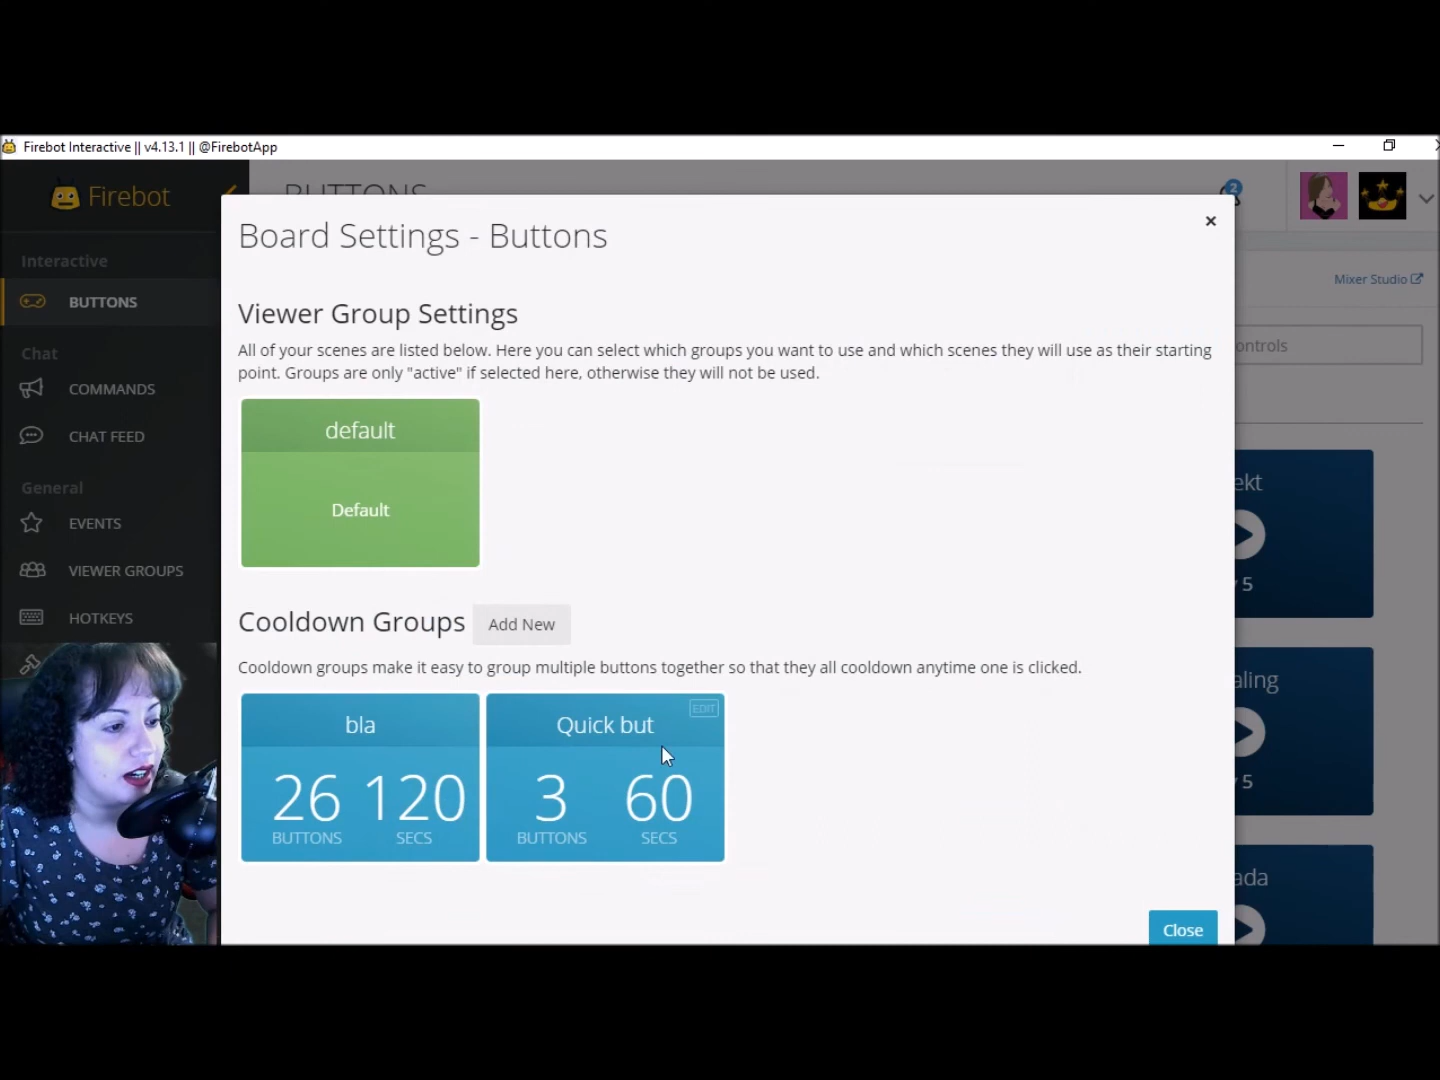 Firebot Interactive || v4.13.1 || @FirebotApp
Firebot
BUTTONS
2
Interactive
BUTTONS
Chat
COMMANDS
CHAT FEED
General
EVENTS
VIEWER GROUPS
HOTKEYS
Board Settings - Buttons
×
Mixer Studio
Viewer Group Settings
All of your scenes are listed below. Here you can select which groups you want to use and which scenes they will use as their starting
point. Groups are only "active" if selected here, otherwise they will not be used.
default
Default
Cooldown Groups
Add New
Cooldown groups make it easy to group multiple buttons together so that they all cooldown anytime one is clicked.
bla
26 120
BUTTONS SECS
Quick but
EDIT
3 60
BUTTONS SECS
Close
ontrols
ekt
5
aling
5
ada